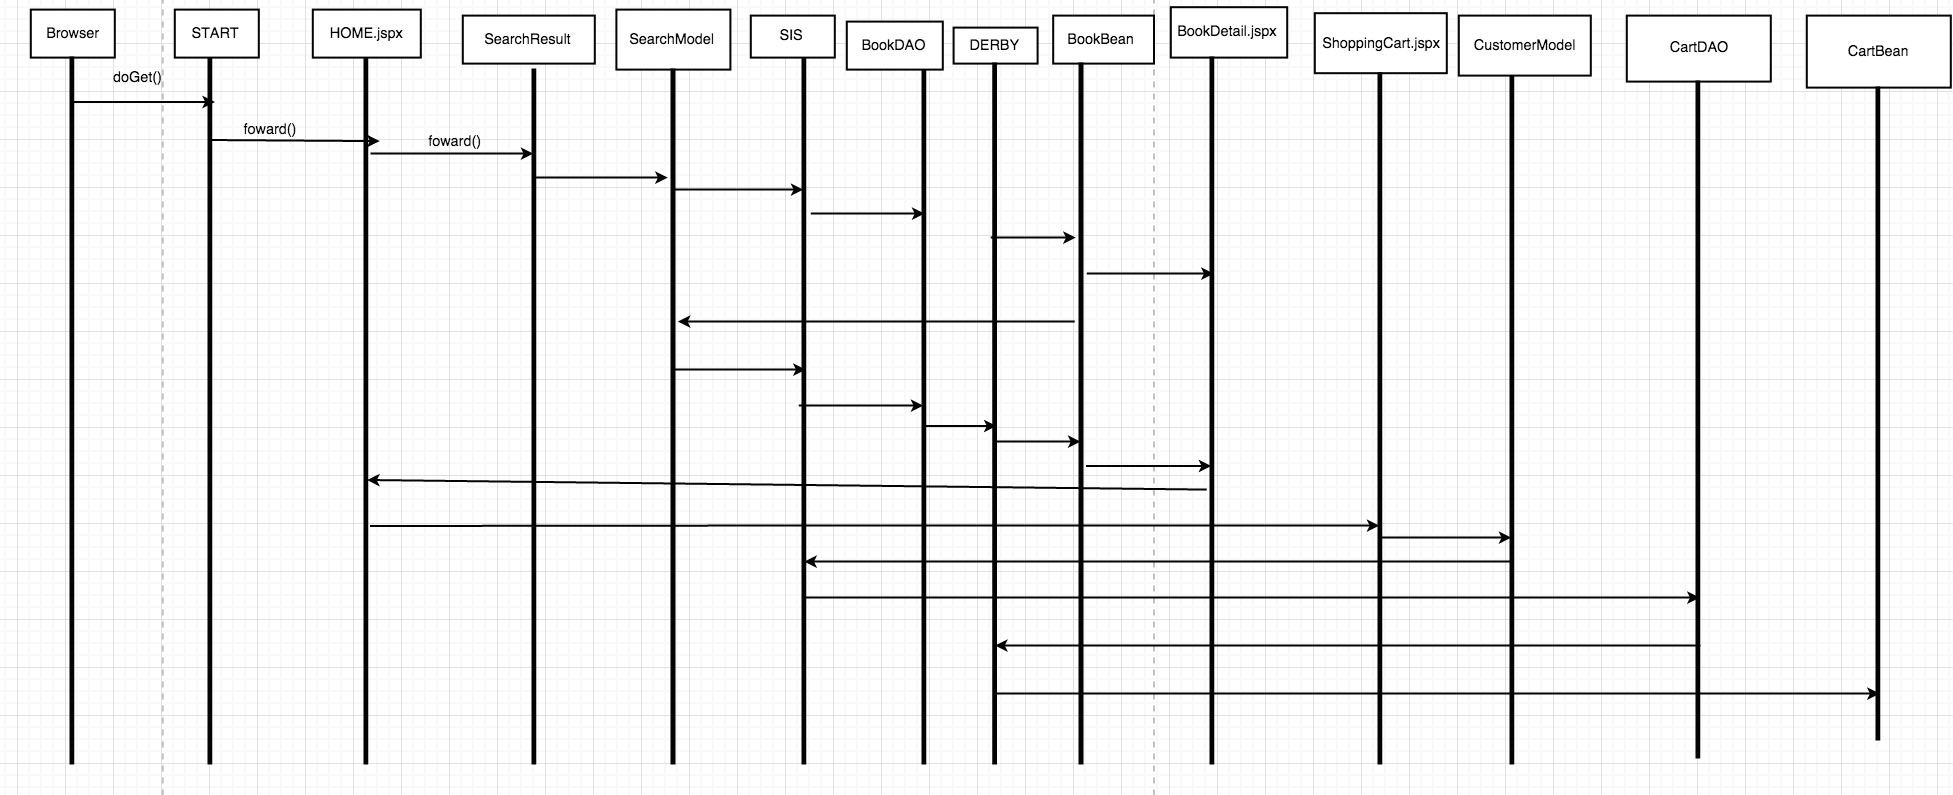 Browser
START
HOME.jspx
SearchResult
SearchModel
SIS
BookDAO
DERBY
BookBean
BookDetail.jspx
ShoppingCart.jspx
CustomerModel
CartDAO
CartBean
doGet()
foward()
foward()